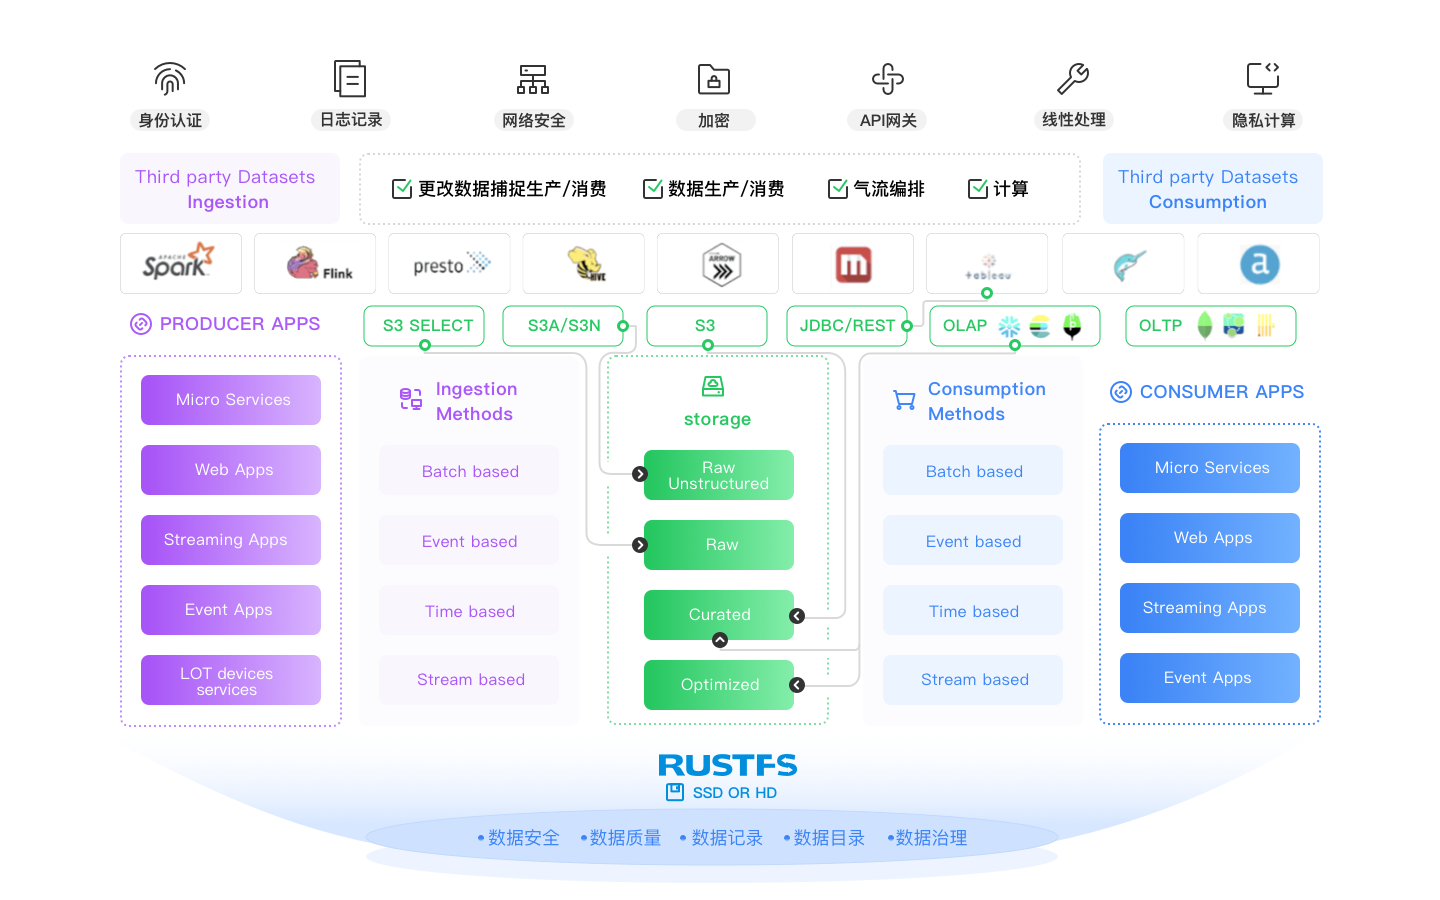 身份认证
日志记录
网络安全
加密
API网关
线性处理
隐私计算
Third party Datasets
Ingestion
更改数据捕捉生产/消费
数据生产/消费
气流编排
计算
Third party Datasets
Consumption
APACHE
Spark
Flink
presto
HIVE
ARROW
m
+ableau
a
PRODUCER APPS
S3 SELECT
S3A/S3N
S3
JDBC/REST
OLAP
OLTP
Micro Services
Web Apps
Streaming Apps
Event Apps
LOT devices
services
Ingestion
Methods
Batch based
Event based
Time based
Stream based
storage
Raw
Unstructured
Raw
Curated
Optimized
Consumption
Methods
Batch based
Event based
Time based
Stream based
CONSUMER APPS
Micro Services
Web Apps
Streaming Apps
Event Apps
RUSTFS
SSD OR HD
•数据安全 •数据质量 •数据记录 •数据目录 •数据治理